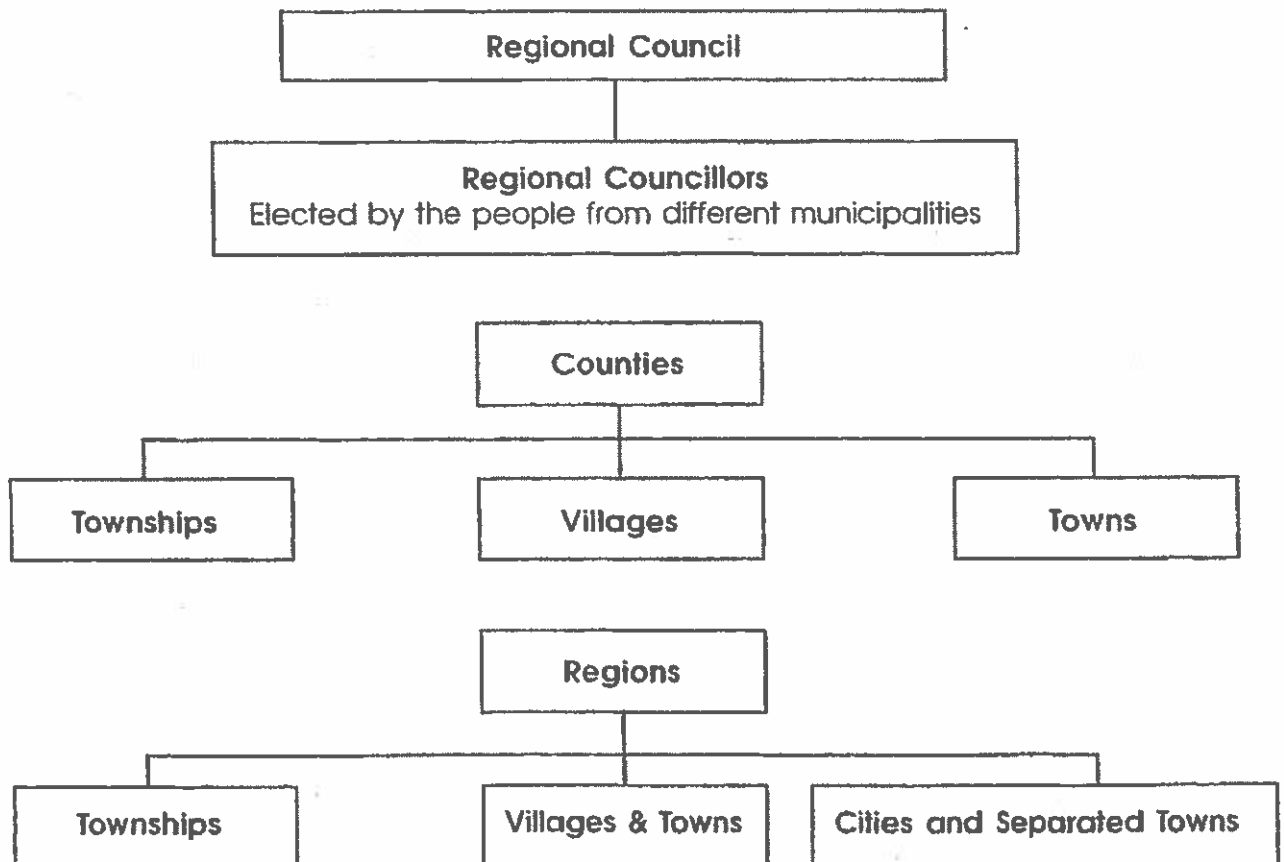 Regional Council
Regional Councillors
Elected by the people from different municipalities
Counties
Townships
Villages
Towns
Regions
Townships
Villages & Towns
Cities and Separated Towns